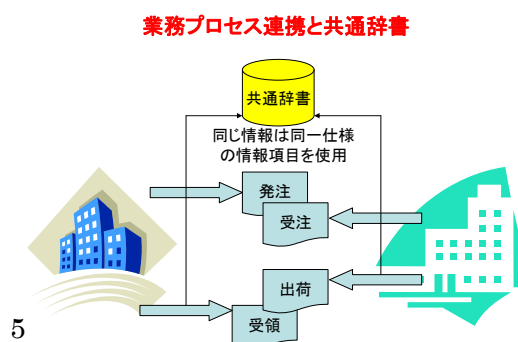 業務プロセス連携と共通辞書
共通辞書
同じ情報は同一仕様
の情報項目を使用
発注
受注
出荷
受領
5